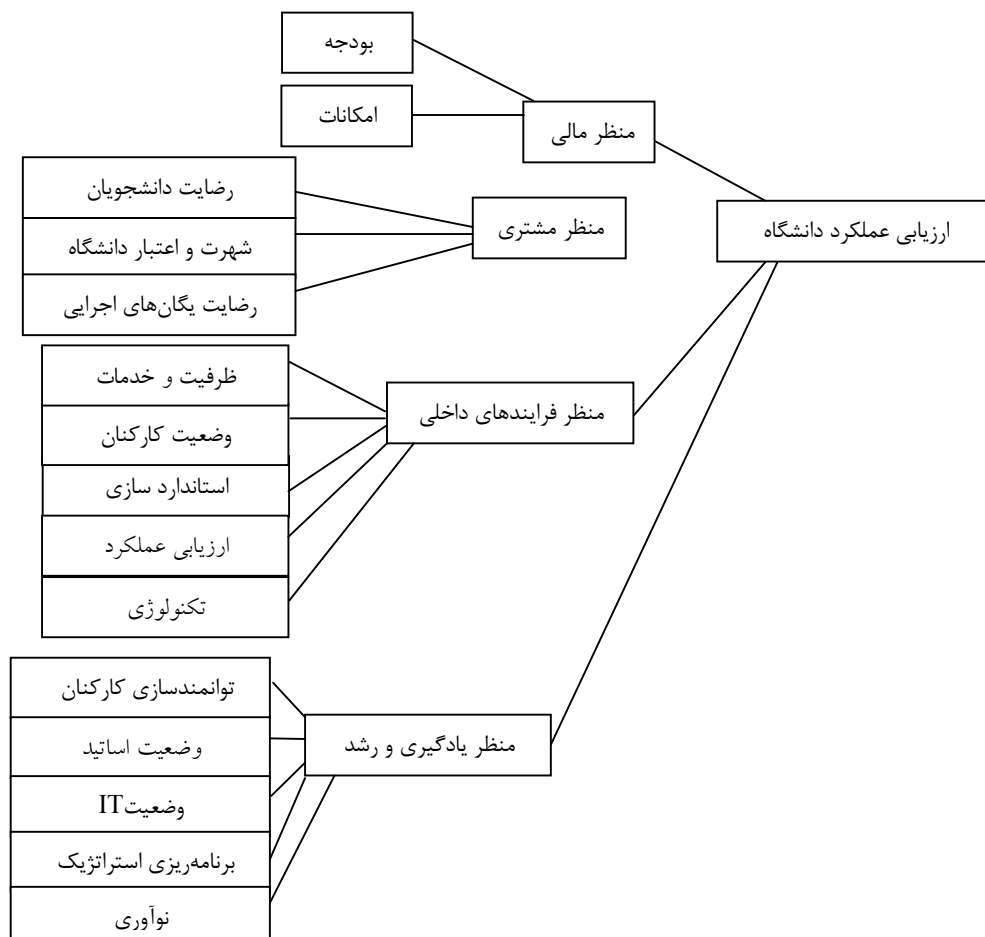 ارزیابی عملکرد دانشگاه
منظر مالی
بودجه
امکانات
منظر مشتری
رضایت دانشجویان
شهرت و اعتبار دانشگاه
رضایت یگان‌های اجرایی
منظر فرایندهای داخلی
ظرفیت و خدمات
وضعیت کارکنان
استاندارد سازی
ارزیابی عملکرد
تکنولوژی
منظر یادگیری و رشد
توانمندسازی کارکنان
وضعیت اساتید
وضعیتIT
برنامه‌ریزی استراتژیک
نوآوری